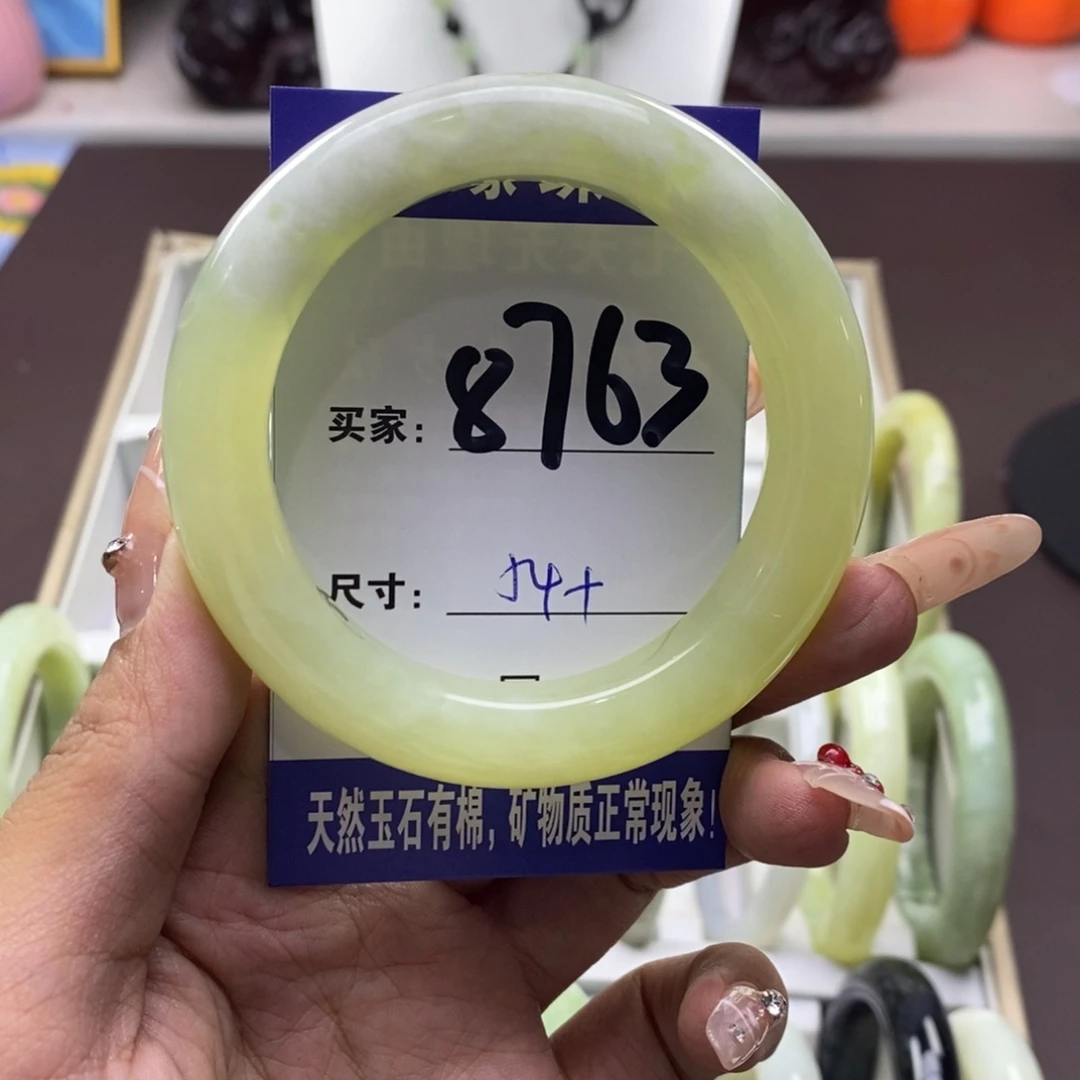 买家: 8763
尺寸: 54+
天然玉石有棉, 矿物质正常现象!